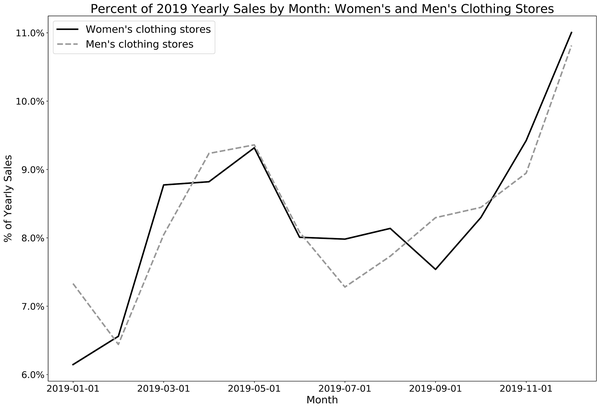 Percent of 2019 Yearly Sales by Month: Women's and Men's Clothing Stores
Women's clothing stores
Men's clothing stores
11.0%
10.0%
9.0%
8.0%
7.0%
6.0%
% of Yearly Sales
2019-01-01 2019-03-01 2019-05-01 2019-07-01 2019-09-01 2019-11-01
Month